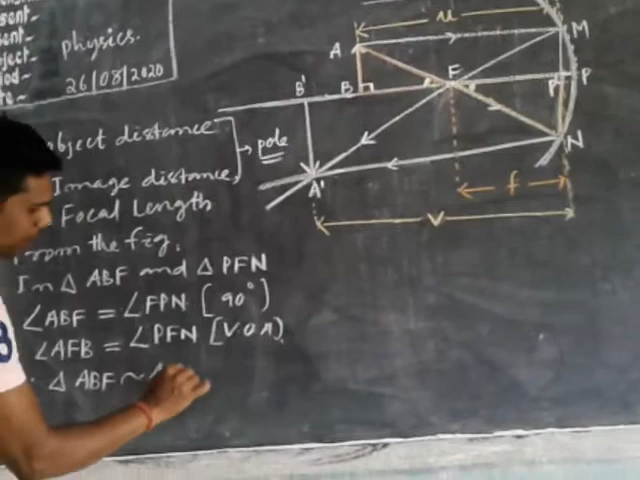 physics.
26/08/2020
object distance
Image distance,
pole
Focal Length
From the fig.
In △ ABF and △ PFN
∠ABF = ∠FPN [90°]
∠AFB = ∠PFN [V.O.A]
△ ABF ~
u
A
M
B'
B
F
P
P
N
A'
f
V